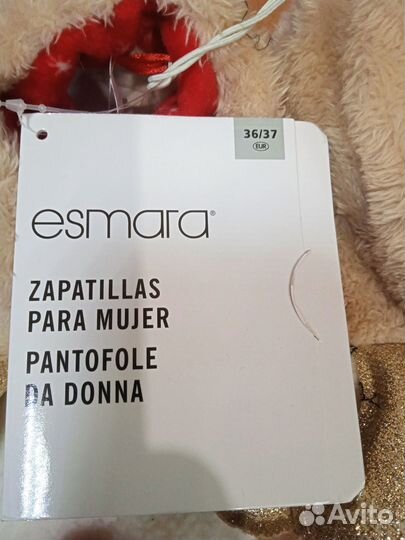 36/37
EUR
esmara®
ZAPATILLAS
PARA MUJER
PANTOFOLE
DA DONNA
Avito